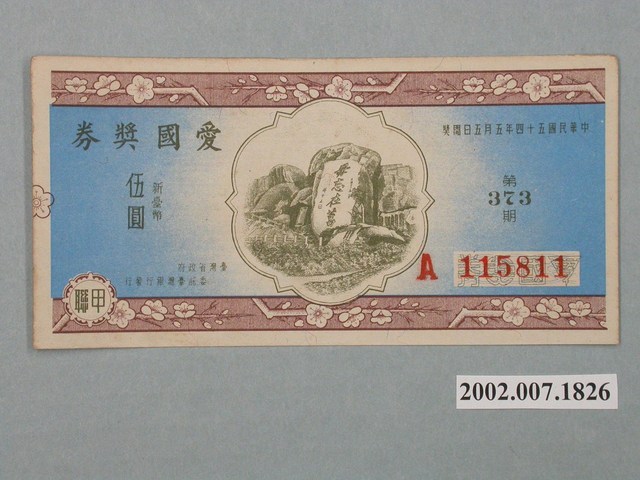 愛國獎券
中華民國五十四年五月五日開獎
第
373
期
新臺幣
伍圓
毋忘在莒
臺灣省政府
委託臺灣銀行發行
甲聯
A 115811
2002.007.1826